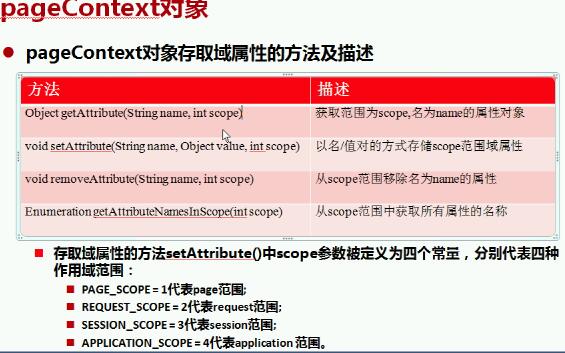 pageContext对象
pageContext对象存取域属性的方法及描述
方法 描述
Object getAttribute(String name, int scope) 获取范围为scope,名为name的属性对象
void setAttribute(String name, Object value, int scope) 以名/值对的方式存储scope范围域属性
void removeAttribute(String name, int scope) 从scope范围移除名为name的属性
Enumeration getAttributeNamesInScope(int scope) 从scope范围中获取所有属性的名称
存取域属性的方法setAttribute()中scope参数被定义为四个常量，分别代表四种
作用域范围：
PAGE_SCOPE = 1代表page范围;
REQUEST_SCOPE = 2代表request范围;
SESSION_SCOPE = 3代表session范围;
APPLICATION_SCOPE = 4代表application 范围。